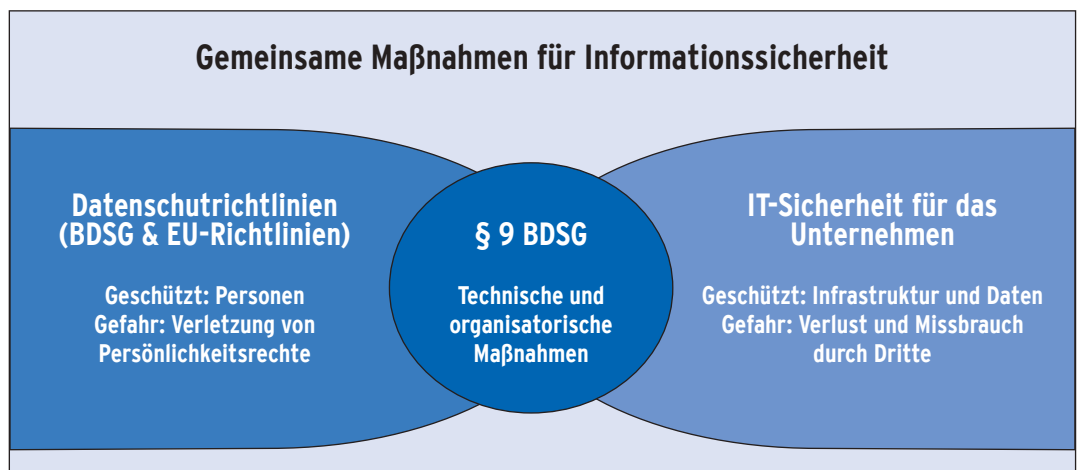 Gemeinsame Maßnahmen für Informationssicherheit
Datenschutrichtlinien
(BDSG & EU-Richtlinien)
Geschützt: Personen
Gefahr: Verletzung von
Persönlichkeitsrechte
§ 9 BDSG
Technische und
organisatorische
Maßnahmen
IT-Sicherheit für das
Unternehmen
Geschützt: Infrastruktur und Daten
Gefahr: Verlust und Missbrauch
durch Dritte